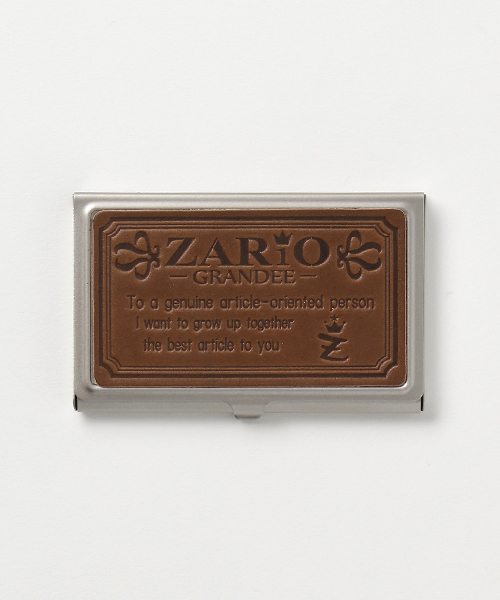 ZARiO
GRANDEE
To a genuine article-oriented person,
I want to grow up together
the best article to you
Z